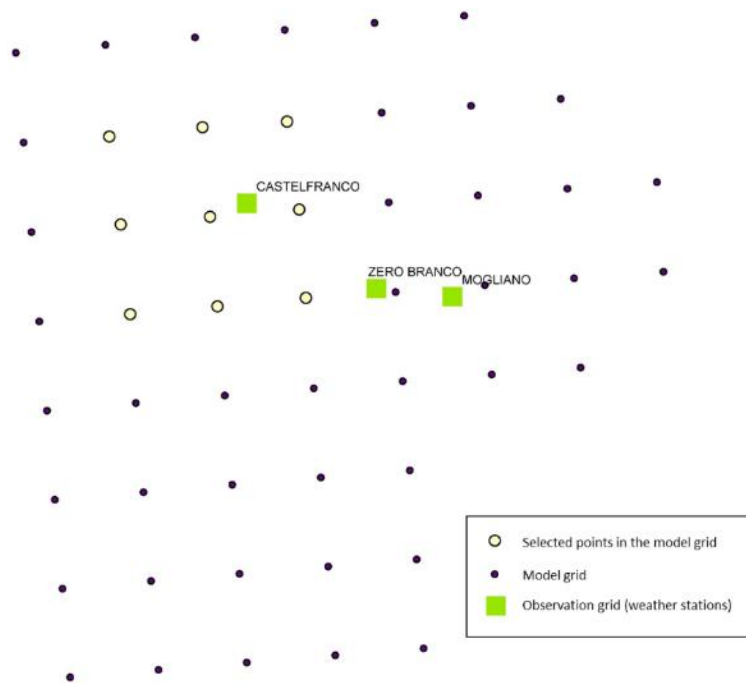 CASTELFRANCO
ZERO BRANCO
MOGLIANO
Selected points in the model grid
Model grid
Observation grid (weather stations)